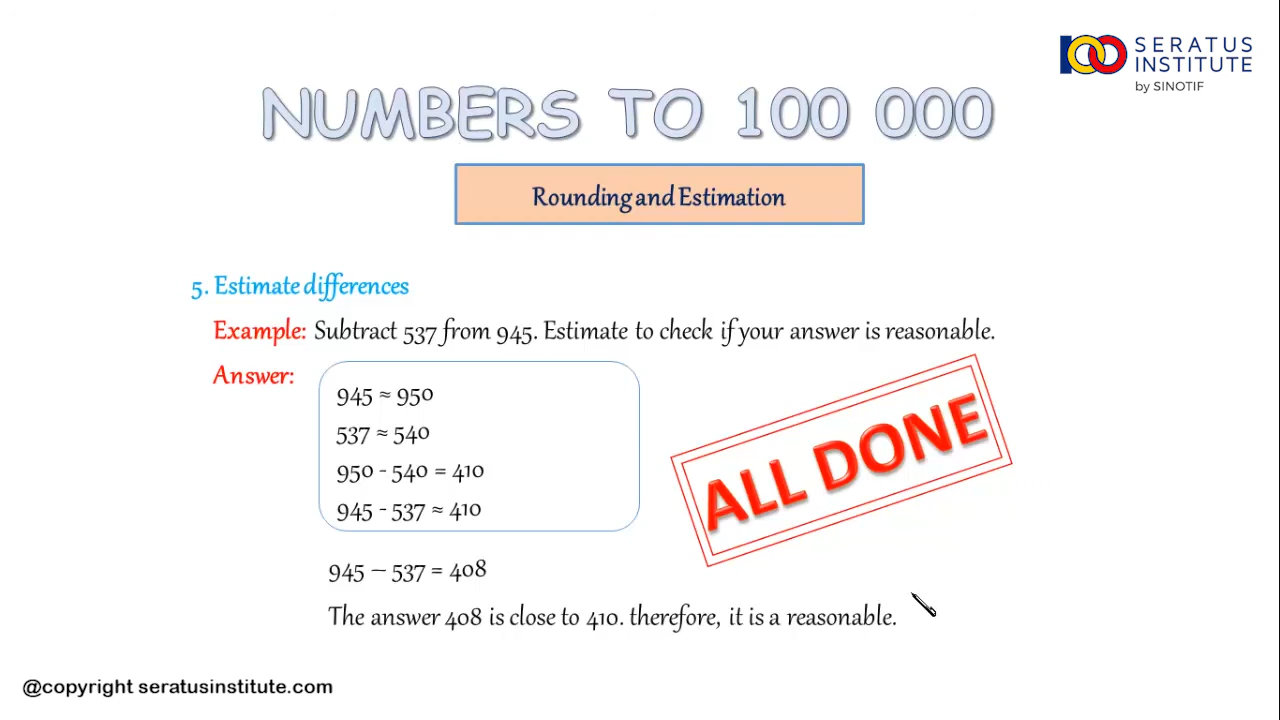 SERATUS
INSTITUTE
by SINOTIF
NUMBERS TO 100 000
Rounding and Estimation
5. Estimate differences
Example: Subtract 537 from 945. Estimate to check if your answer is reasonable.
Answer:
945 ≈ 950
537 ≈ 540
950 - 540 = 410
945 - 537 ≈ 410
ALL DONE
945 – 537 = 408
The answer 408 is close to 410. therefore, it is a reasonable.
@copyright seratusinstitute.com